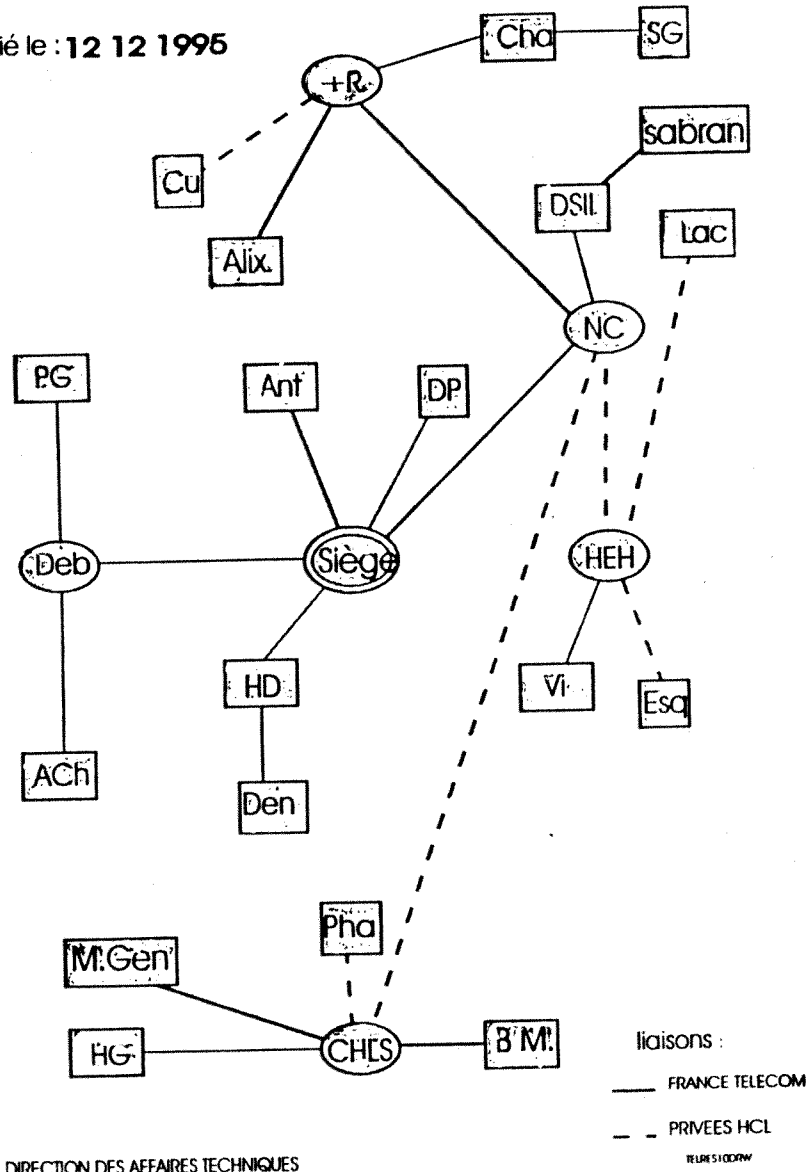 ié le : 12 12 1995
Cha
SG
+R
sabran
Cu
DSII
Lac
Alix.
NC
P.G
Ant
DP
Deb
Siège
HEH
HD
Vi
Esq
ACh
Den
Pha
M.Gen
HG
CHLS
B M.
liaisons :
FRANCE TELECOM
PRIVEES HCL
DIRECTION DES AFFAIRES TECHNIQUES